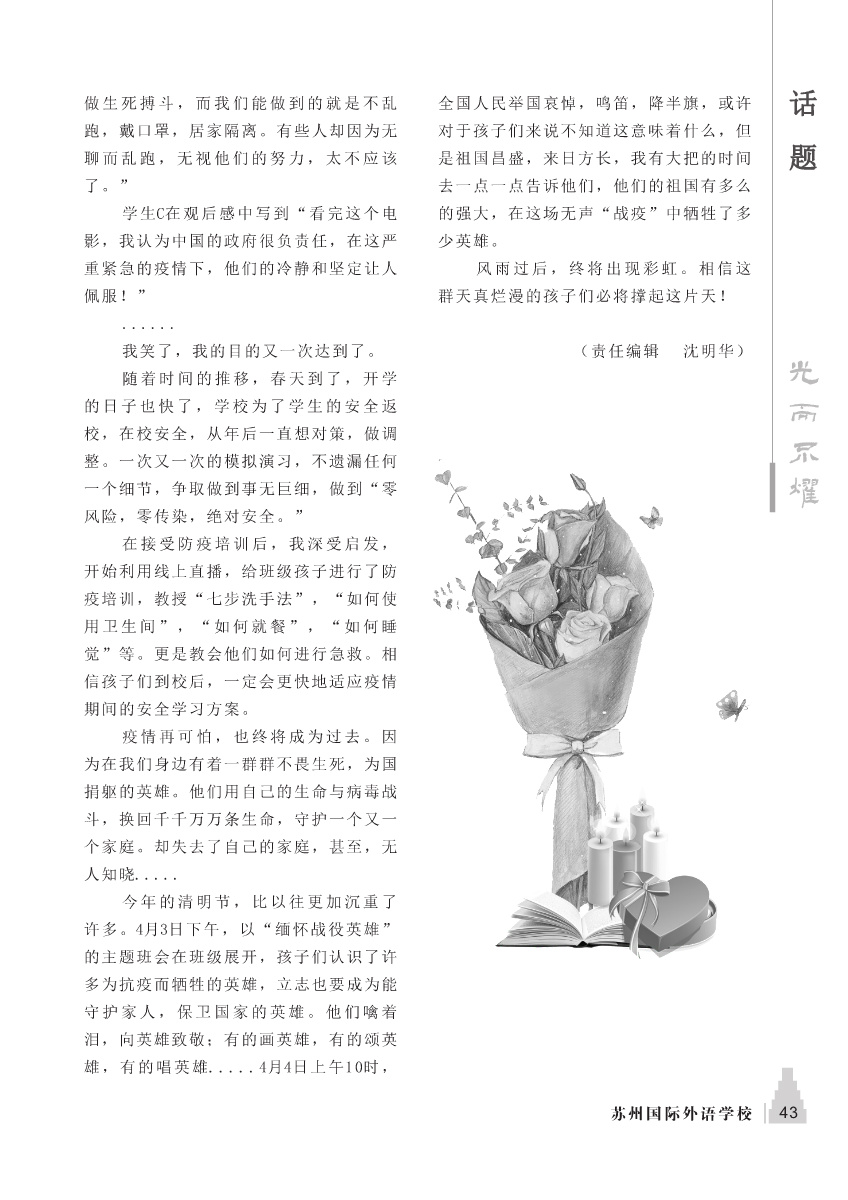 做生死搏斗，而我们能做到的就是不乱
跑，戴口罩，居家隔离。有些人却因为无
聊而乱跑，无视他们的努力，太不应该
了。”
学生C在观后感中写到“看完这个电
影，我认为中国的政府很负责任，在这严
重紧急的疫情下，他们的冷静和坚定让人
佩服！”
......
我笑了，我的目的又一次达到了。
随着时间的推移，春天到了，开学
的日子也快了，学校为了学生的安全返
校，在校安全，从年后一直想对策，做调
整。一次又一次的模拟演习，不遗漏任何
一个细节，争取做到事无巨细，做到“零
风险，零传染，绝对安全。”
在接受防疫培训后，我深受启发，
开始利用线上直播，给班级孩子进行了防
疫培训，教授“七步洗手法”，“如何使
用卫生间”，“如何就餐”，“如何睡
觉”等。更是教会他们如何进行急救。相
信孩子们到校后，一定会更快地适应疫情
期间的安全学习方案。
疫情再可怕，也终将成为过去。因
为在我们身边有着一群群不畏生死，为国
捐躯的英雄。他们用自己的生命与病毒战
斗，换回千千万万条生命，守护一个又一
个家庭。却失去了自己的家庭，甚至，无
人知晓.....
今年的清明节，比以往更加沉重了
许多。4月3日下午，以“缅怀战役英雄”
的主题班会在班级展开，孩子们认识了许
多为抗疫而牺牲的英雄，立志也要成为能
守护家人，保卫国家的英雄。他们噙着
泪，向英雄致敬；有的画英雄，有的颂英
雄，有的唱英雄.....4月4日上午10时，
全国人民举国哀悼，鸣笛，降半旗，或许
对于孩子们来说不知道这意味着什么，但
是祖国昌盛，来日方长，我有大把的时间
去一点一点告诉他们，他们的祖国有多么
的强大，在这场无声“战疫”中牺牲了多
少英雄。
风雨过后，终将出现彩虹。相信这
群天真烂漫的孩子们必将撑起这片天！
（责任编辑 沈明华）
话题
光而不耀
苏州国际外语学校 43